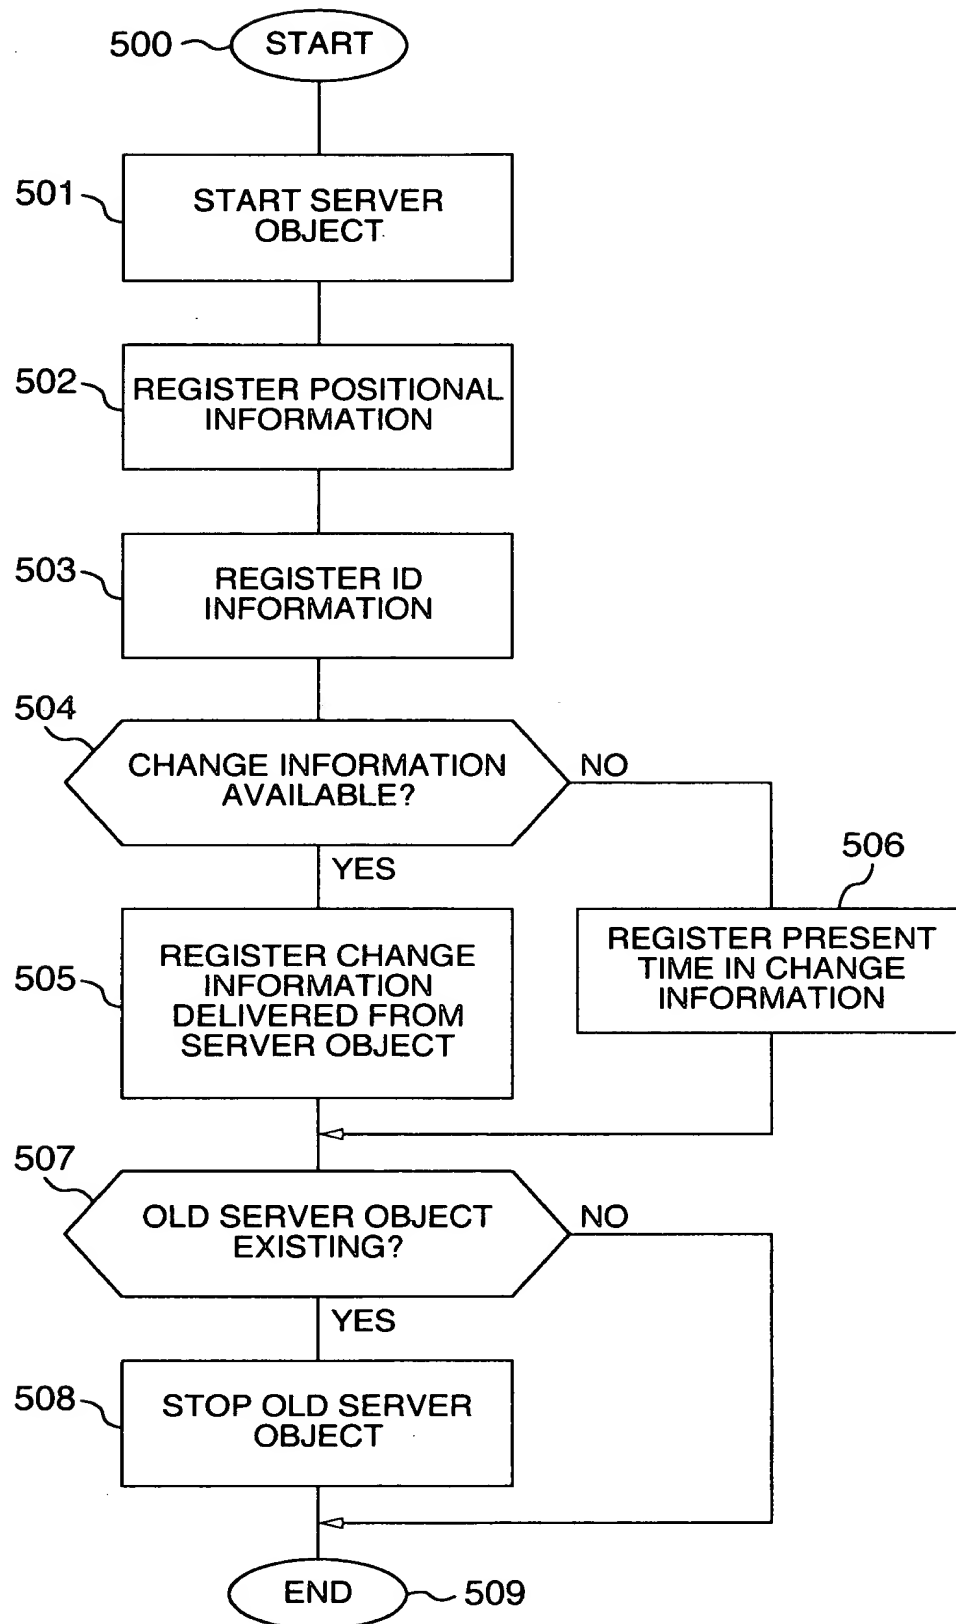 500
START
501
START SERVER
OBJECT
502
REGISTER POSITIONAL
INFORMATION
503
REGISTER ID
INFORMATION
504
CHANGE INFORMATION
AVAILABLE?
NO
YES
506
505
REGISTER CHANGE
INFORMATION
DELIVERED FROM
SERVER OBJECT
REGISTER PRESENT
TIME IN CHANGE
INFORMATION
507
OLD SERVER OBJECT
EXISTING?
NO
YES
508
STOP OLD SERVER
OBJECT
END
509